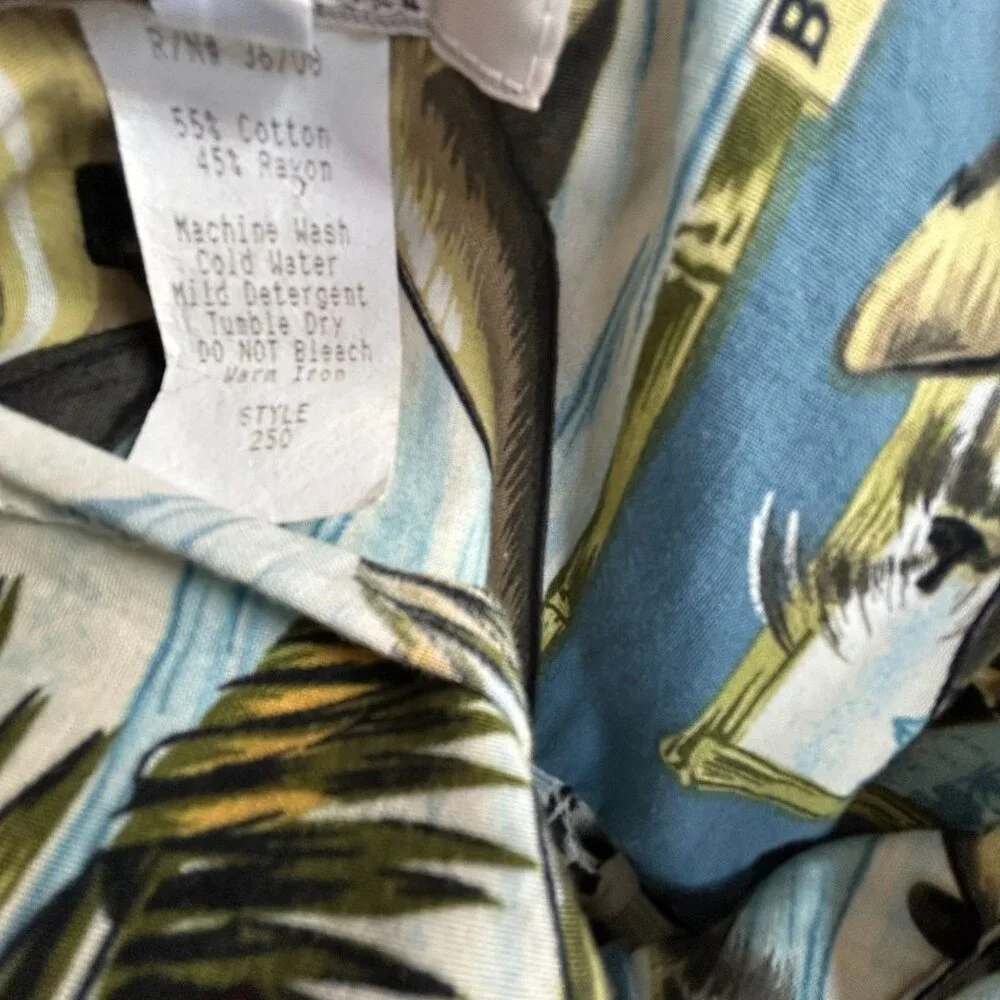 55% Cotton
45% Rayon
Machine Wash
Cold Water
Mild Detergent
Tumble Dry
DO NOT Bleach
Warm Iron
STYLE
250
B